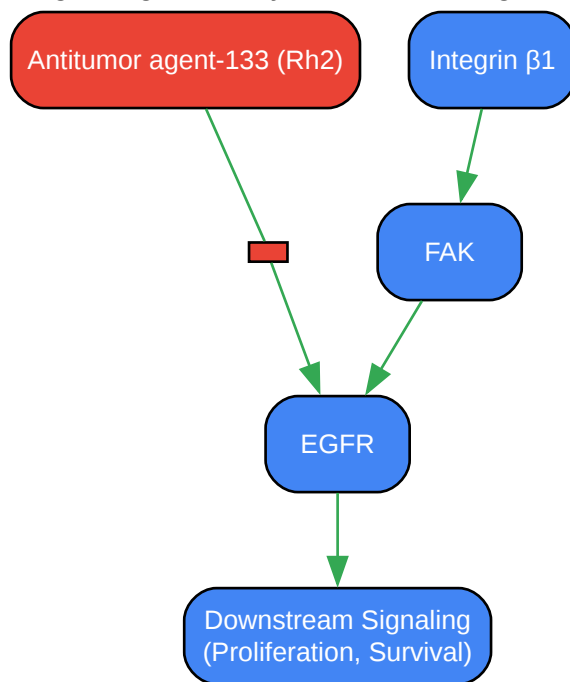 Antitumor agent-133 (Rh2)
Integrin β1
FAK
EGFR
Downstream Signaling
(Proliferation, Survival)